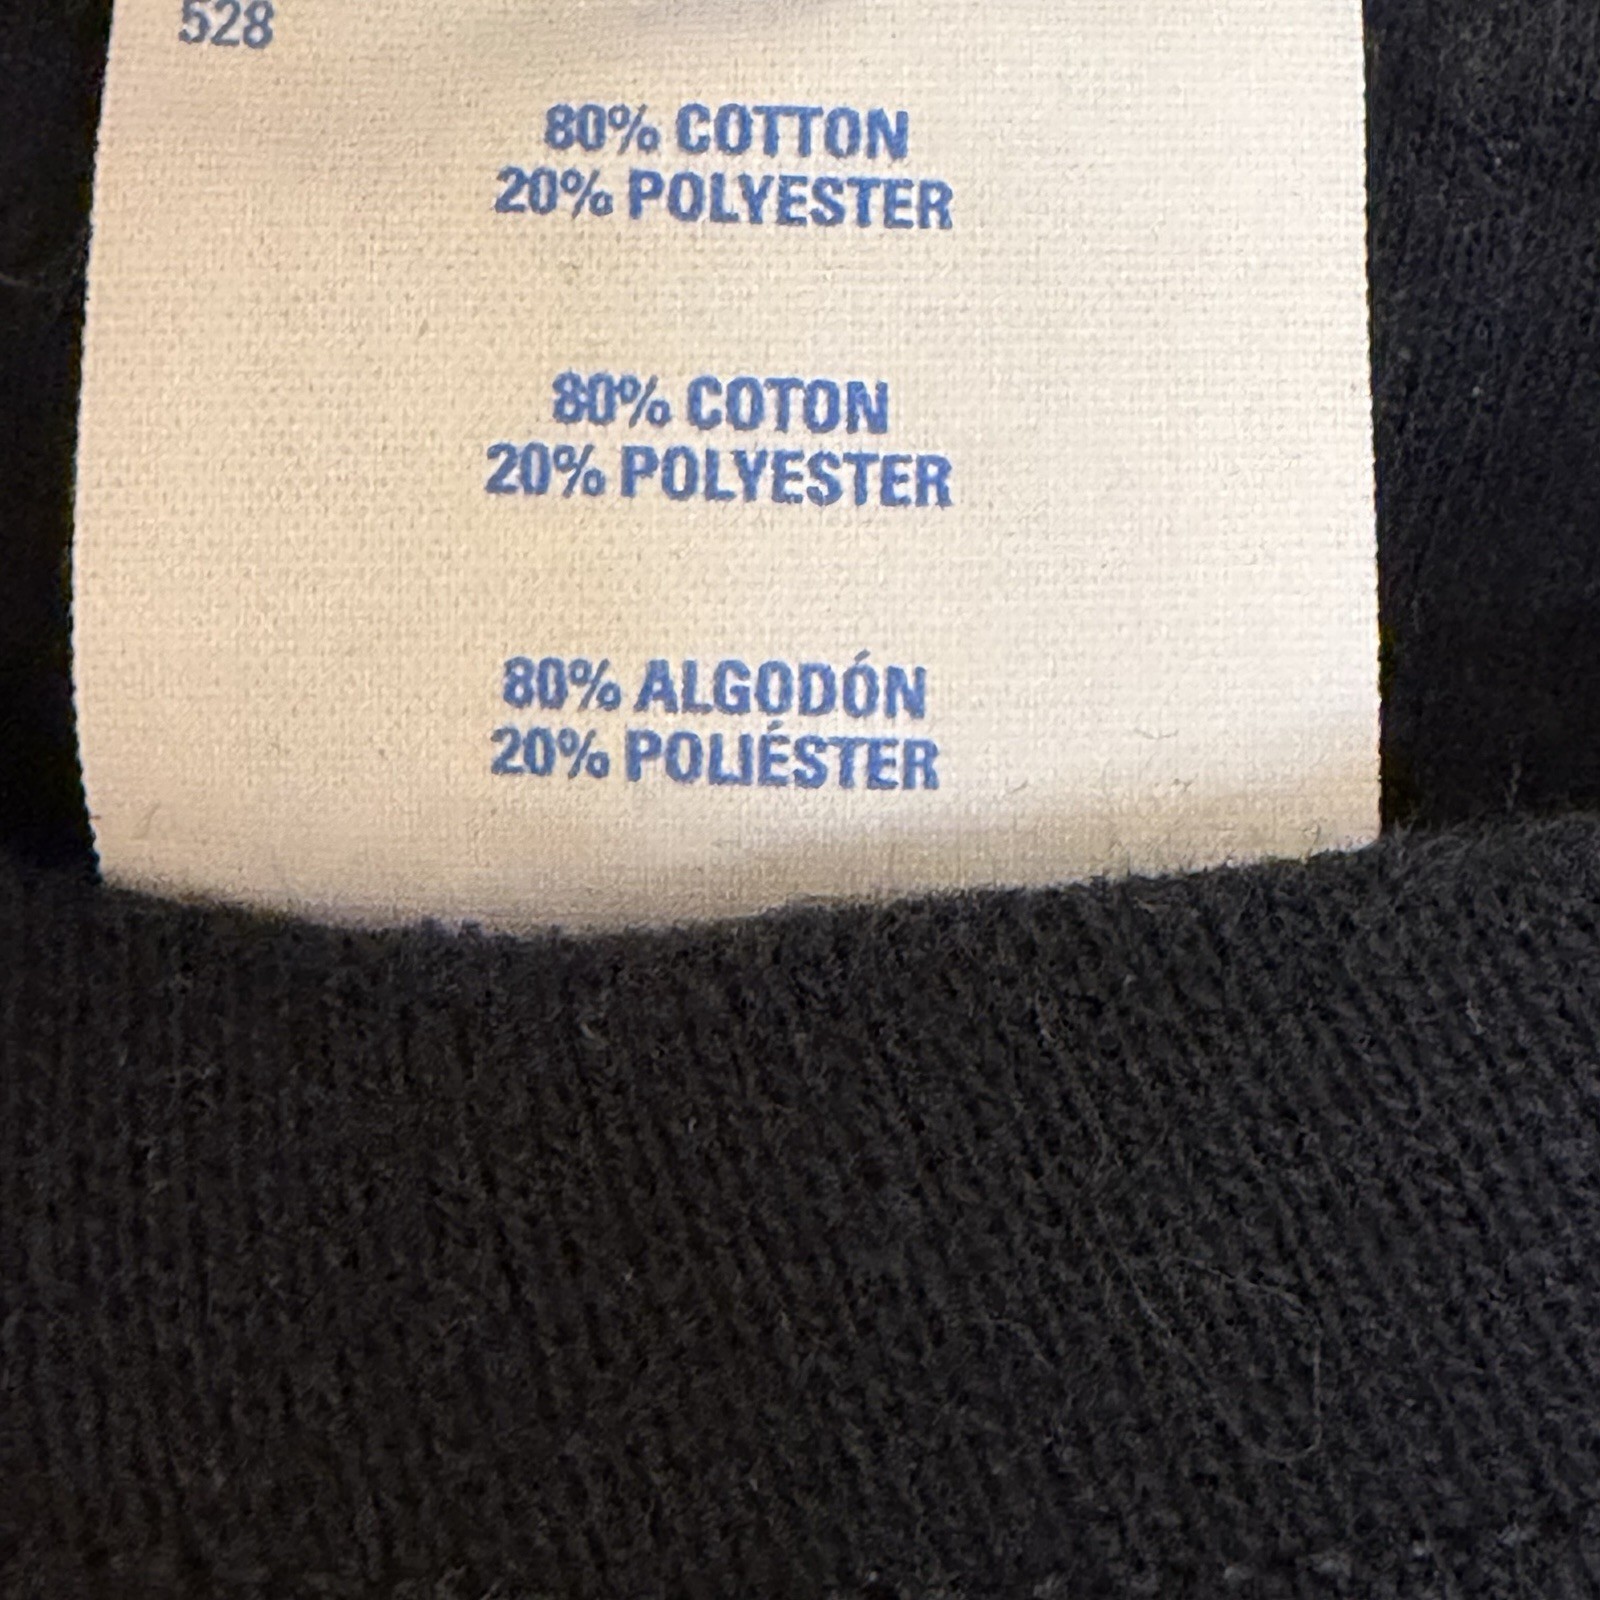 528
80% COTTON
20% POLYESTER
80% COTON
20% POLYESTER
80% ALGODÓN
20% POLIÉSTER